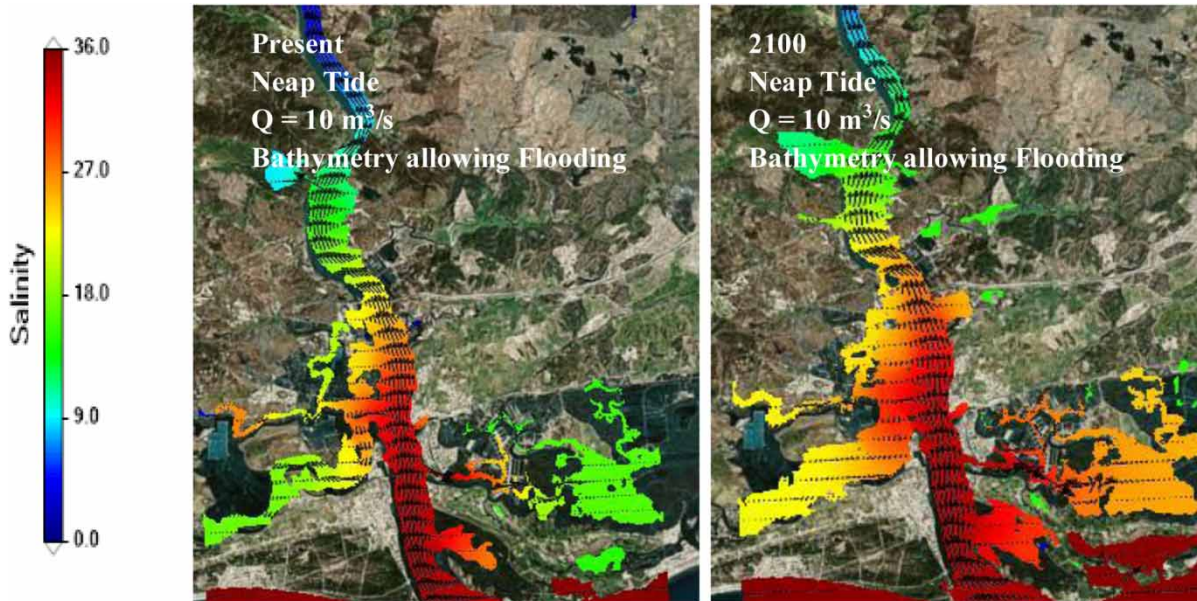 Salinity
36.0
27.0
18.0
9.0
0.0
Present
Neap Tide
Q = 10 m³/s
Bathymetry allowing Flooding
2100
Neap Tide
Q = 10 m³/s
Bathymetry allowing Flooding